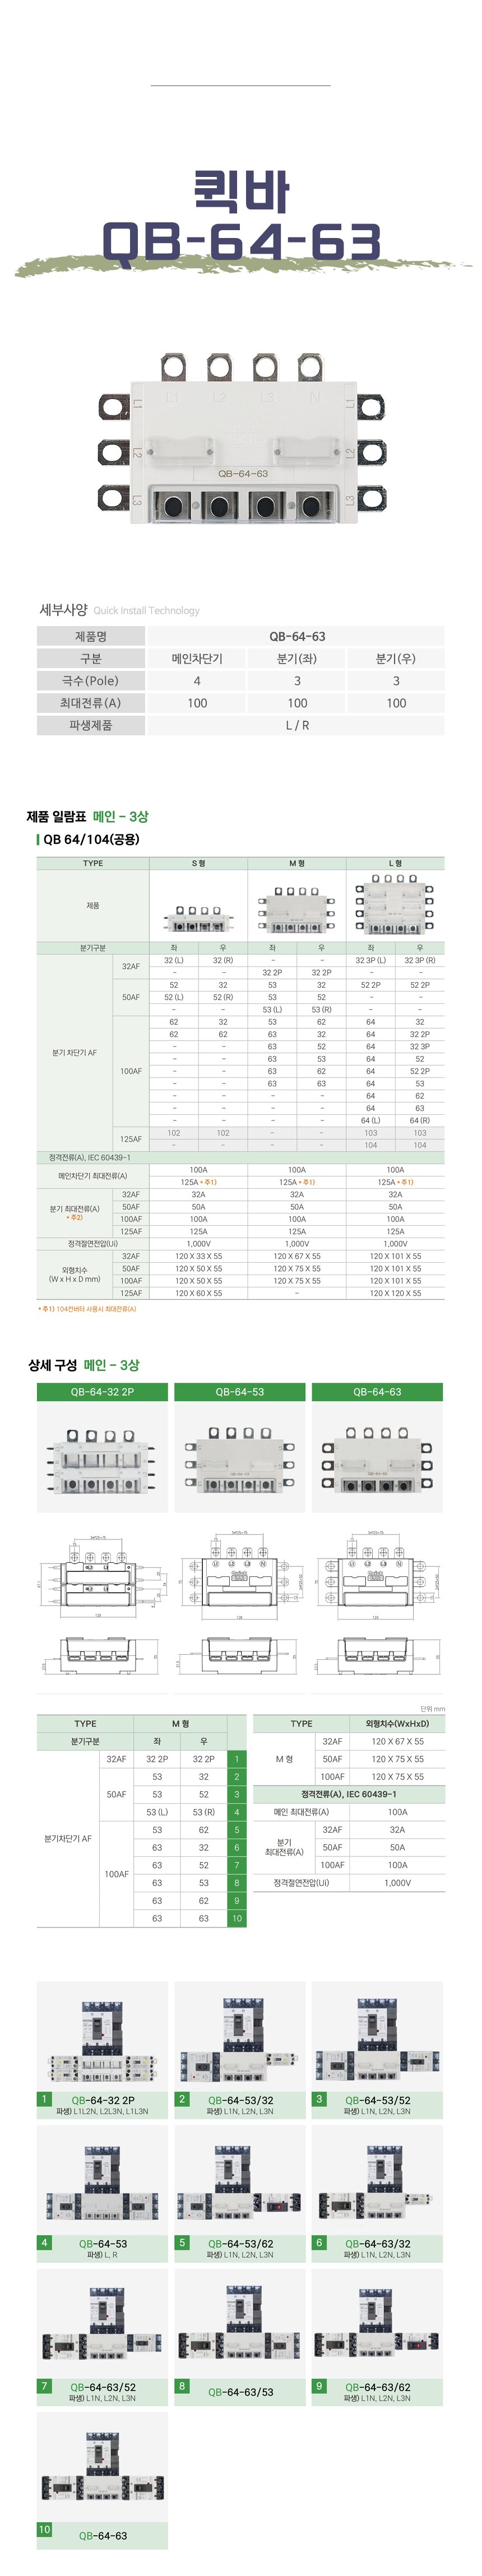 퀵바
QB-64-63
L1 L2 L3 N
L1 L1
L2 L2
L3 L3
QB-64-63
세부사양 Quick Install Technology
제품명 QB-64-63
구분 메인차단기 분기(좌) 분기(우)
극수(Pole) 4 3 3
최대전류(A) 100 100 100
파생제품 L / R
제품 일람표 메인 - 3상
QB 64/104(공용)
TYPE S 형 M 형 L 형
제품
분기구분 좌 우 좌 우 좌 우
분기 차단기 AF
32AF 32 (L) 32 (R) - - 32 3P (L) 32 3P (R)
- - 32 2P 32 2P - -
50AF 52 32 53 32 52 2P 52 2P
52 (L) 52 (R) 53 52 - -
- - 53 (L) 53 (R) - -
100AF 62 32 53 62 64 32
62 62 63 32 64 32 2P
- - 63 52 64 32 3P
- - 63 53 64 52
- - 63 62 64 52 2P
- - 63 63 64 53
- - - - 64 62
- - - - 64 63
- - - - 64 (L) 64 (R)
125AF 102 102 - - 103 103
- - - - 104 104
정격전류(A), IEC 60439-1
메인차단기 최대전류(A) 100A 100A 100A
125A * 주1) 125A * 주1) 125A * 주1)
분기 최대전류(A)
* 주2)
32AF 32A 32A 32A
50AF 50A 50A 50A
100AF 100A 100A 100A
125AF 125A 125A 125A
정격절연전압(Ui) 1,000V 1,000V 1,000V
외형치수
(W x H x D mm)
32AF 120 X 33 X 55 120 X 67 X 55 120 X 101 X 55
50AF 120 X 50 X 55 120 X 75 X 55 120 X 101 X 55
100AF 120 X 50 X 55 120 X 75 X 55 120 X 101 X 55
125AF 120 X 60 X 55 - 120 X 120 X 55
* 주1) 104컨버터 사용시 최대전류(A)
상세 구성 메인 - 3상
QB-64-32 2P QB-64-53 QB-64-63
단위 mm
TYPE M 형
분기구분 좌 우
분기차단기 AF
32AF 32 2P 32 2P 1
50AF 53 32 2
53 52 3
53 (L) 53 (R) 4
100AF 53 62 5
63 32 6
63 52 7
63 53 8
63 62 9
63 63 10
TYPE 외형치수(WxHxD)
M 형
32AF 120 X 67 X 55
50AF 120 X 75 X 55
100AF 120 X 75 X 55
정격전류(A), IEC 60439-1
메인 최대전류(A) 100A
분기
최대전류(A)
32AF 32A
50AF 50A
100AF 100A
정격절연전압(Ui) 1,000V
1 QB-64-32 2P
파생) L1L2N, L2L3N, L1L3N
2 QB-64-53/32
파생) L1N, L2N, L3N
3 QB-64-53/52
파생) L1N, L2N, L3N
4 QB-64-53
파생) L, R
5 QB-64-53/62
파생) L1N, L2N, L3N
6 QB-64-63/32
파생) L1N, L2N, L3N
7 QB-64-63/52
파생) L1N, L2N, L3N
8 QB-64-63/53
9 QB-64-63/62
파생) L1N, L2N, L3N
10 QB-64-63